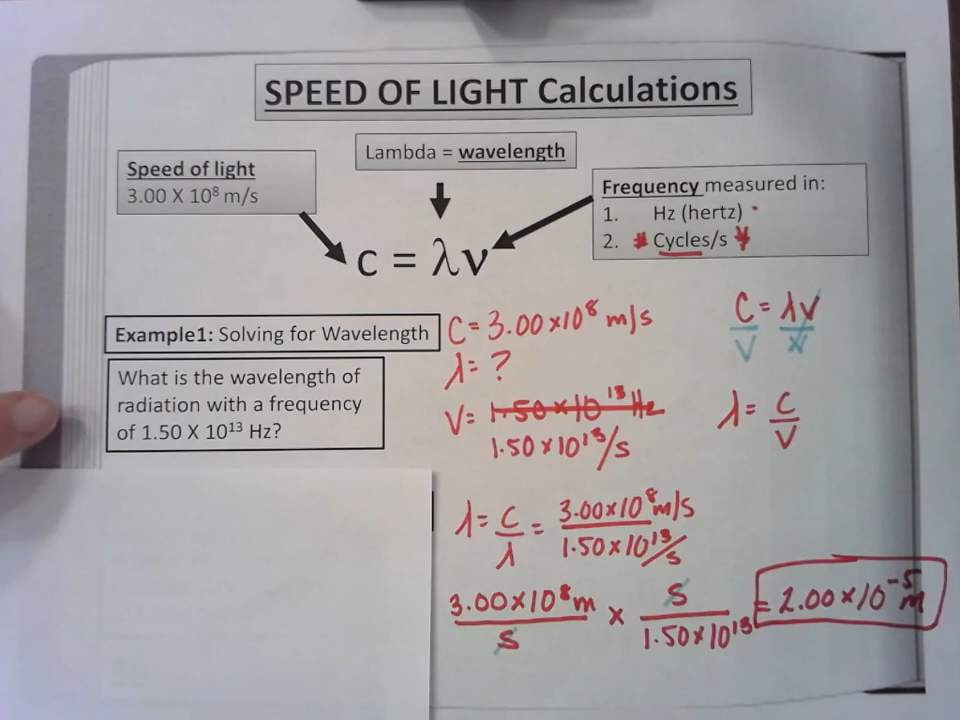 SPEED OF LIGHT Calculations
Lambda = wavelength
Speed of light
3.00 X 10⁸ m/s
Frequency measured in:
1. Hz (hertz)
2. * Cycles/s *
c = λν
Example1: Solving for Wavelength
What is the wavelength of
radiation with a frequency
of 1.50 X 10¹³ Hz?
C = 3.00×10⁸ m/s
λ = ?
V = 1.50×10¹³ Hz
1.50×10¹³/s
C = λV
V V
λ = C/V
λ = C/λ = 3.00×10⁸ m/s / 1.50×10¹³/s
3.00×10⁸ m / s × s / 1.50×10¹³ = 2.00×10⁻⁵ m